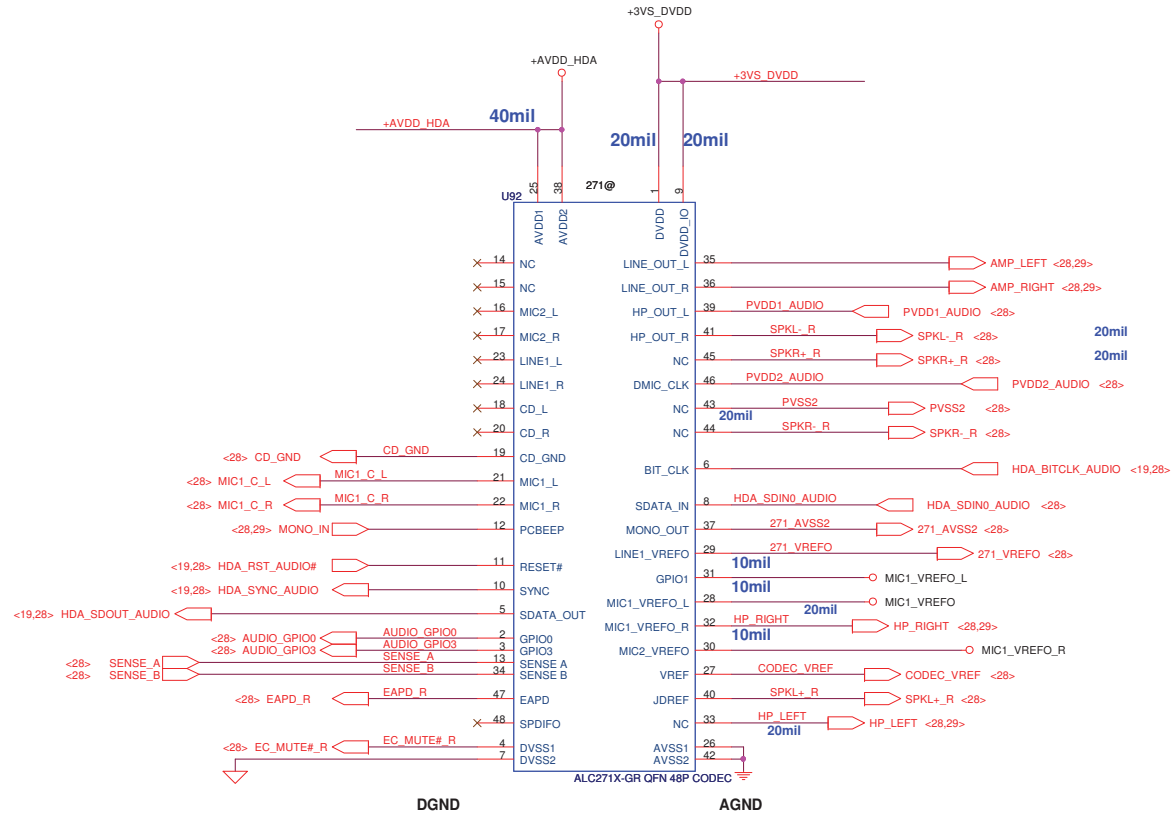 +3VS_DVDD
+AVDD_HDA
+3VS_DVDD
40mil
+AVDD_HDA
20mil 20mil
271@
U92
25 38 1 9
AVDD1 AVDD2 DVDD DVDD_IO
14 NC
15 NC
16 MIC2_L
17 MIC2_R
23 LINE1_L
24 LINE1_R
18 CD_L
20 CD_R
<28> CD_GND CD_GND 19 CD_GND
<28> MIC1_C_L MIC1_C_L 21 MIC1_L
<28> MIC1_C_R MIC1_C_R 22 MIC1_R
<28,29> MONO_IN 12 PCBEEP
<19,28> HDA_RST_AUDIO# 11 RESET#
<19,28> HDA_SYNC_AUDIO 10 SYNC
<19,28> HDA_SDOUT_AUDIO 5 SDATA_OUT
<28> AUDIO_GPIO0 AUDIO_GPIO0 2 GPIO0
<28> AUDIO_GPIO3 AUDIO_GPIO3 3 GPIO3
<28> SENSE_A SENSE_A 13 SENSE A
<28> SENSE_B SENSE_B 34 SENSE B
<28> EAPD_R EAPD_R 47 EAPD
48 SPDIFO
<28> EC_MUTE#_R EC_MUTE#_R 4 DVSS1
7 DVSS2
LINE_OUT_L 35 AMP_LEFT <28,29>
LINE_OUT_R 36 AMP_RIGHT <28,29>
HP_OUT_L 39 PVDD1_AUDIO PVDD1_AUDIO <28>
HP_OUT_R 41 SPKL-_R SPKL-_R <28> 20mil
NC 45 SPKR+_R SPKR+_R <28> 20mil
DMIC_CLK 46 PVDD2_AUDIO PVDD2_AUDIO <28>
NC 43 PVSS2 PVSS2 <28>
20mil
NC 44 SPKR-_R SPKR-_R <28>
BIT_CLK 6 HDA_BITCLK_AUDIO <19,28>
SDATA_IN 8 HDA_SDIN0_AUDIO HDA_SDIN0_AUDIO <28>
MONO_OUT 37 271_AVSS2 271_AVSS2 <28>
LINE1_VREFO 29 271_VREFO 271_VREFO <28>
10mil
GPIO1 31 MIC1_VREFO_L
10mil
MIC1_VREFO_L 28 MIC1_VREFO
20mil
MIC1_VREFO_R 32 HP_RIGHT HP_RIGHT <28,29>
10mil
MIC2_VREFO 30 MIC1_VREFO_R
VREF 27 CODEC_VREF CODEC_VREF <28>
JDREF 40 SPKL+_R SPKL+_R <28>
NC 33 HP_LEFT HP_LEFT <28,29>
20mil
AVSS1 26
AVSS2 42
ALC271X-GR QFN 48P CODEC
DGND AGND